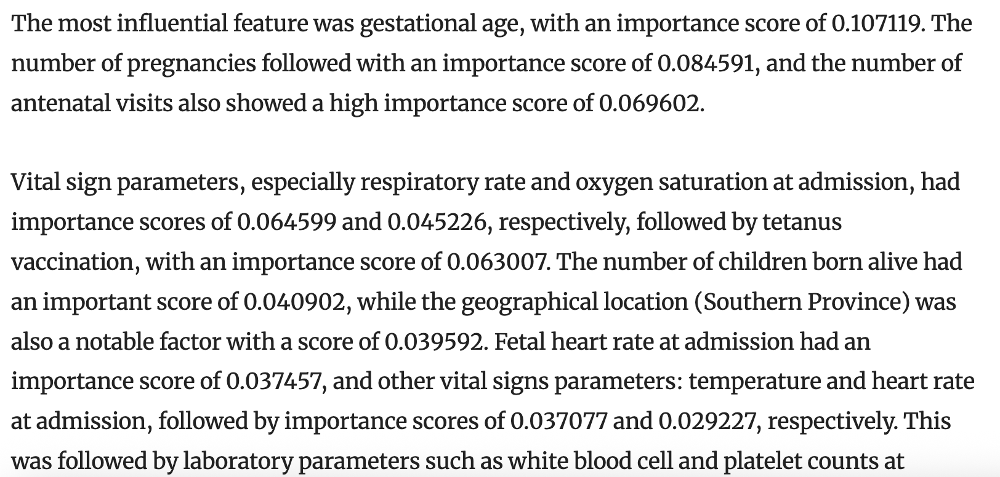 The most influential feature was gestational age, with an importance score of 0.107119. The
number of pregnancies followed with an importance score of 0.084591, and the number of
antenatal visits also showed a high importance score of 0.069602.
Vital sign parameters, especially respiratory rate and oxygen saturation at admission, had
importance scores of 0.064599 and 0.045226, respectively, followed by tetanus
vaccination, with an importance score of 0.063007. The number of children born alive had
an important score of 0.040902, while the geographical location (Southern Province) was
also a notable factor with a score of 0.039592. Fetal heart rate at admission had an
importance score of 0.037457, and other vital signs parameters: temperature and heart rate
at admission, followed by importance scores of 0.037077 and 0.029227, respectively. This
was followed by laboratory parameters such as white blood cell and platelet counts at